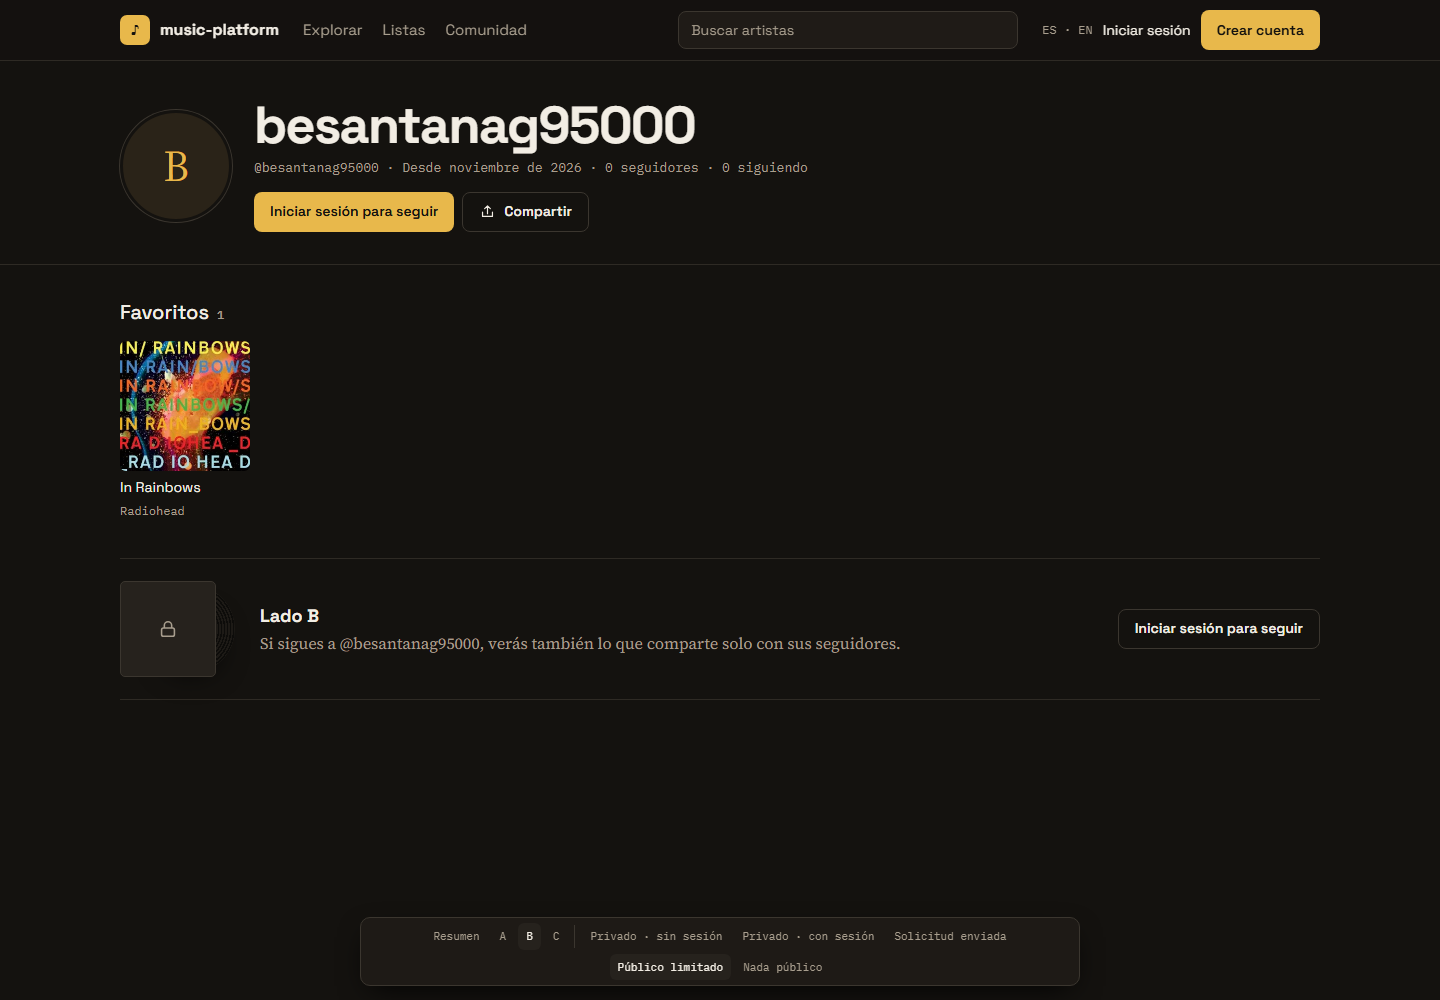 ♪ music-platform Explorar Listas Comunidad Buscar artistas ES · EN Iniciar sesión Crear cuenta
B
besantanag95000
@besantanag95000 · Desde noviembre de 2026 · 0 seguidores · 0 siguiendo
Iniciar sesión para seguir Compartir
Favoritos 1
IN/ RAINBOWS
IN RAIN/BOWS
IN RAINBOW/S
IN RAINBOWS/
IN RAIN_BOWS
RA D IOHEA_D
_RAD IO HEA D
In Rainbows
Radiohead
Lado B
Si sigues a @besantanag95000, verás también lo que comparte solo con sus seguidores.
Iniciar sesión para seguir
Resumen A B C Privado · sin sesión Privado · con sesión Solicitud enviada
Público limitado Nada público